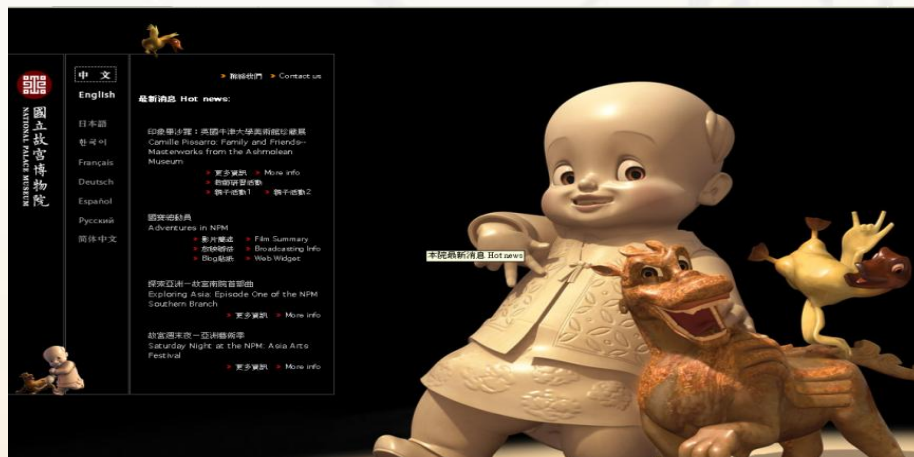 國立故宮博物院
NATIONAL PALACE MUSEUM
中 文
English
日本語
한국어
Français
Deutsch
Español
Русский
简体中文
聯絡我們 Contact us
最新消息 Hot news:
印象畢沙羅：英國牛津大學美術館珍藏展
Camille Pissarro: Family and Friends--
Masterworks from the Ashmolean
Museum
更多資訊 More info
教師研習活動
親子活動1 親子活動2
國寶總動員
Adventures in NPM
影片簡述 Film Summary
Broadcasting Info
Blog貼紙 Web Widget
探索亞洲—故宮南院首部曲
Exploring Asia: Episode One of the NPM
Southern Branch
更多資訊 More info
故宮週末夜—亞洲藝術季
Saturday Night at the NPM: Asia Arts
Festival
更多資訊 More info
本院最新消息 Hot news